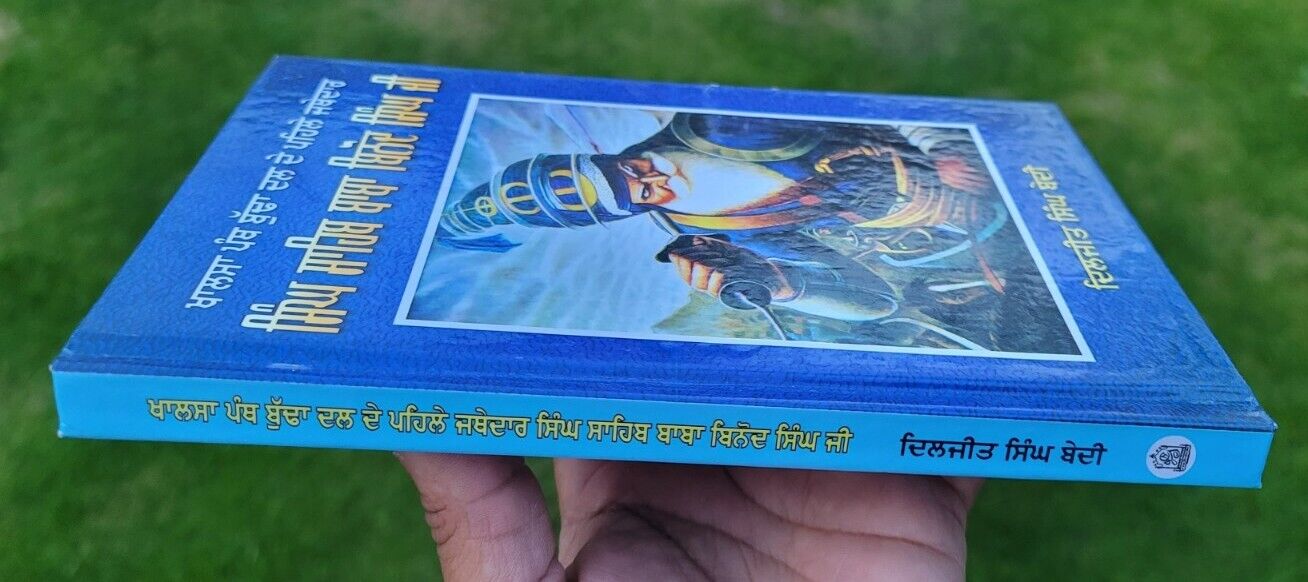 ਖਾਲਸਾ ਪੰਥ ਬੁੱਢਾ ਦਲ ਦੇ ਪਹਿਲੇ ਜਥੇਦਾਰ
ਸਿੰਘ ਸਾਹਿਬ ਬਾਬਾ ਬਿਨੋਦ ਸਿੰਘ ਜੀ
ਦਿਲਜੀਤ ਸਿੰਘ ਬੇਦੀ
ਖਾਲਸਾ ਪੰਥ ਬੁੱਢਾ ਦਲ ਦੇ ਪਹਿਲੇ ਜਥੇਦਾਰ ਸਿੰਘ ਸਾਹਿਬ ਬਾਬਾ ਬਿਨੋਦ ਸਿੰਘ ਜੀ ਦਿਲਜੀਤ ਸਿੰਘ ਬੇਦੀ